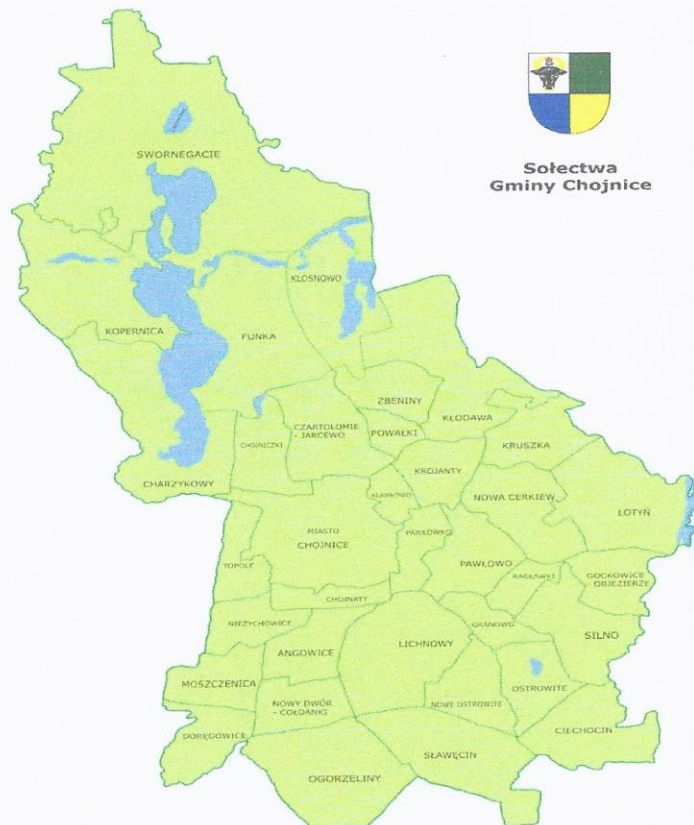 Sołectwa
Gminy Chojnice
SWORNEGACIE
KLOSNOWO
KOPERNICA
FUNKA
ZBENINY
KŁODAWA
CZARTOŁOMIE
- JARCEWO
POWAŁKI
CHOJNICZKI
KRUSZKA
KROJANTY
CHARZYKOWY
KLAWKOWO
NOWA CERKIEW
LOTYŃ
MIASTO
CHOJNICE
PAWŁÓWKO
PAWŁOWO
TOPOLE
RACŁAWKI
GOCKOWICE
- OBJEZIERZE
CHOJNATY
NIEŻYCHOWICE
GRANOWO
SILNO
LICHNOWY
ANGOWICE
MOSZCZENICA
OSTROWITE
NOWY DWÓR
- COŁDANKI
NOWE OSTROWITE
CIECHOCIN
DORĘGOWICE
SŁAWĘCIN
OGORZELINY